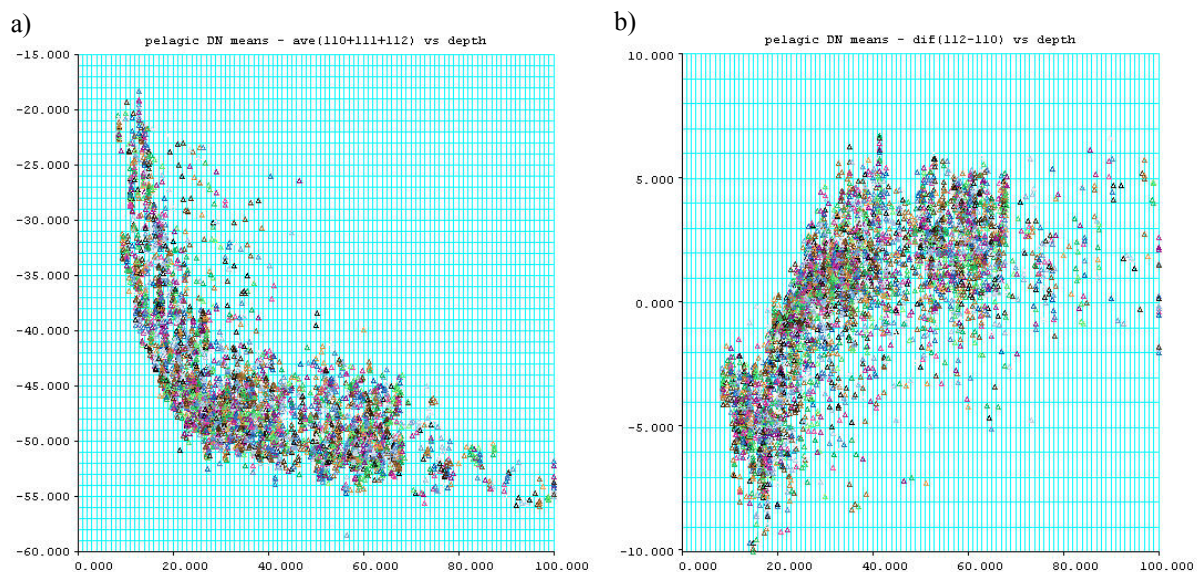 a)
pelagic DN means - ave(110+111+112) vs depth
-15.000
-20.000
-25.000
-30.000
-35.000
-40.000
-45.000
-50.000
-55.000
-60.000
0.000 20.000 40.000 60.000 80.000 100.000
b)
pelagic DN means - dif(112-110) vs depth
10.000
5.000
0.000
-5.000
-10.000
0.000 20.000 40.000 60.000 80.000 100.000